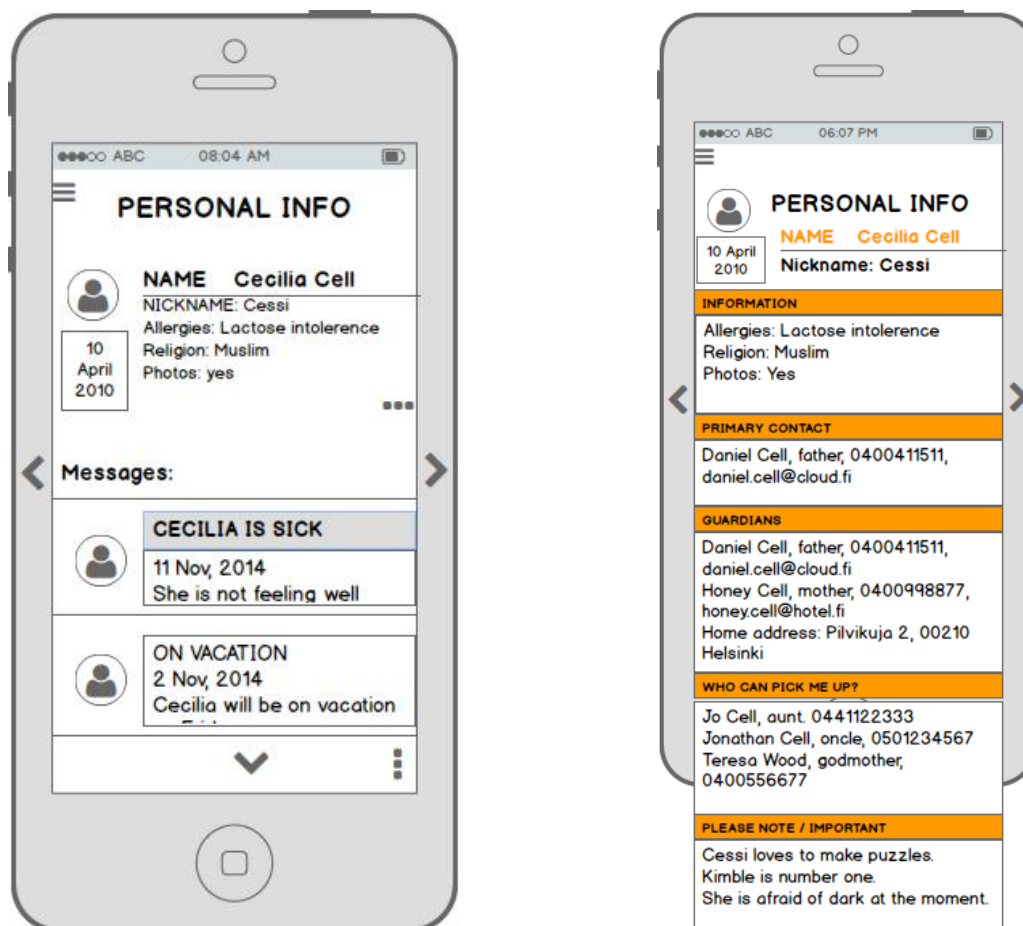 ABC 08:04 AM
PERSONAL INFO
NAME Cecilia Cell
NICKNAME: Cessi
Allergies: Lactose intolerence
Religion: Muslim
Photos: yes
10
April
2010
Messages:
CECILIA IS SICK
11 Nov, 2014
She is not feeling well
ON VACATION
2 Nov, 2014
Cecilia will be on vacation
ABC 06:07 PM
PERSONAL INFO
NAME Cecilia Cell
10 April
2010
Nickname: Cessi
INFORMATION
Allergies: Lactose intolerence
Religion: Muslim
Photos: Yes
PRIMARY CONTACT
Daniel Cell, father, 0400411511,
daniel.cell@cloud.fi
GUARDIANS
Daniel Cell, father, 0400411511,
daniel.cell@cloud.fi
Honey Cell, mother, 0400998877,
honey.cell@hotel.fi
Home address: Pilvikuja 2, 00210
Helsinki
WHO CAN PICK ME UP?
Jo Cell, aunt. 0441122333
Jonathan Cell, oncle, 0501234567
Teresa Wood, godmother,
0400556677
PLEASE NOTE / IMPORTANT
Cessi loves to make puzzles.
Kimble is number one.
She is afraid of dark at the moment.